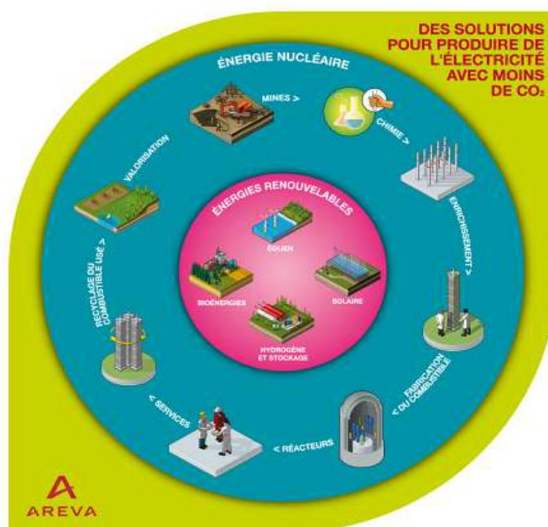 DES SOLUTIONS
POUR PRODUIRE DE
L'ÉLECTRICITÉ
AVEC MOINS
DE CO₂
ÉNERGIE NUCLÉAIRE
MINES >
CHIMIE >
ENRICHISSEMENT >
FABRICATION
< DU COMBUSTIBLE
< RÉACTEURS
< SERVICES
RECYCLAGE DU
COMBUSTIBLE USÉ >
VALORISATION
ÉNERGIES RENOUVELABLES
ÉOLIEN
BIOÉNERGIES
SOLAIRE
HYDROGÈNE
ET STOCKAGE
AREVA